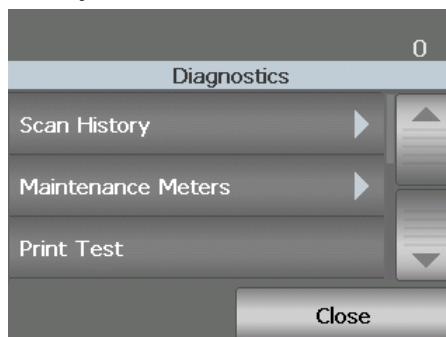 0
Diagnostics
Scan History
Maintenance Meters
Print Test
Close